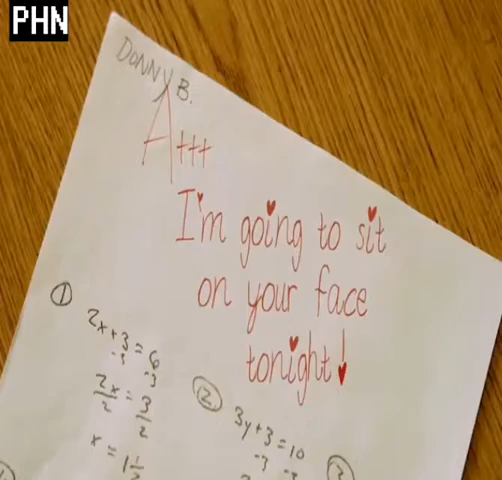 PHN
DONNY B.
A+++
I'm going to sit
on your face
tonight!
①
2x+3=6
-3 -3
2x/2 = 3/2
x = 1½
②
3y+3=10
-3 -3
③